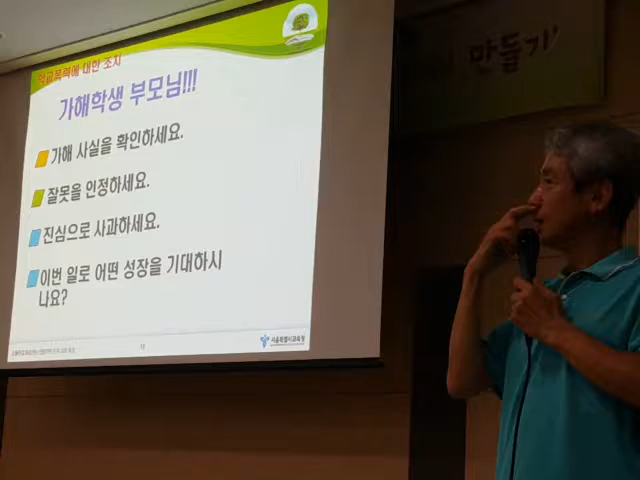 학교폭력에 대한 조치
만들기
가해학생 부모님!!!
가해 사실을 확인하세요.
잘못을 인정하세요.
진심으로 사과하세요.
이번 일로 어떤 성장을 기대하시
나요?
서울특별시교육청